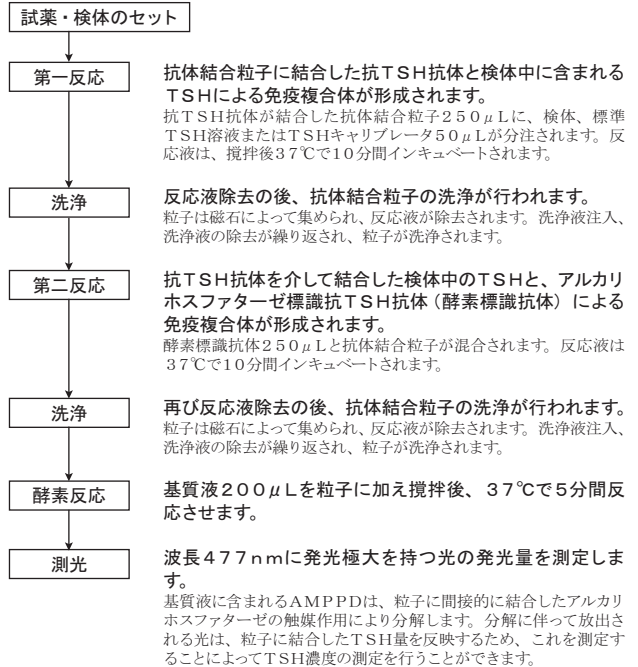 試薬・検体のセット
第一反応
抗体結合粒子に結合した抗TSH抗体と検体中に含まれる
TSHによる免疫複合体が形成されます。
抗TSH抗体が結合した抗体結合粒子250μLに、検体、標準
TSH溶液またはTSHキャリブレータ50μLが分注されます。反
応液は、撹拌後37℃で10分間インキュベートされます。
洗浄
反応液除去の後、抗体結合粒子の洗浄が行われます。
粒子は磁石によって集められ、反応液が除去されます。洗浄液注入、
洗浄液の除去が繰り返され、粒子が洗浄されます。
第二反応
抗TSH抗体を介して結合した検体中のTSHと、アルカリ
ホスファターゼ標識抗TSH抗体（酵素標識抗体）による
免疫複合体が形成されます。
酵素標識抗体250μLと抗体結合粒子が混合されます。反応液は
37℃で10分間インキュベートされます。
洗浄
再び反応液除去の後、抗体結合粒子の洗浄が行われます。
粒子は磁石によって集められ、反応液が除去されます。洗浄液注入、
洗浄液の除去が繰り返され、粒子が洗浄されます。
酵素反応
基質液200μLを粒子に加え撹拌後、37℃で5分間反
応させます。
測光
波長477nmに発光極大を持つ光の発光量を測定しま
す。
基質液に含まれるAMPPDは、粒子に間接的に結合したアルカリ
ホスファターゼの触媒作用により分解します。分解に伴って放出さ
れる光は、粒子に結合したTSH量を反映するため、これを測定す
ることによってTSH濃度の測定を行うことができます。